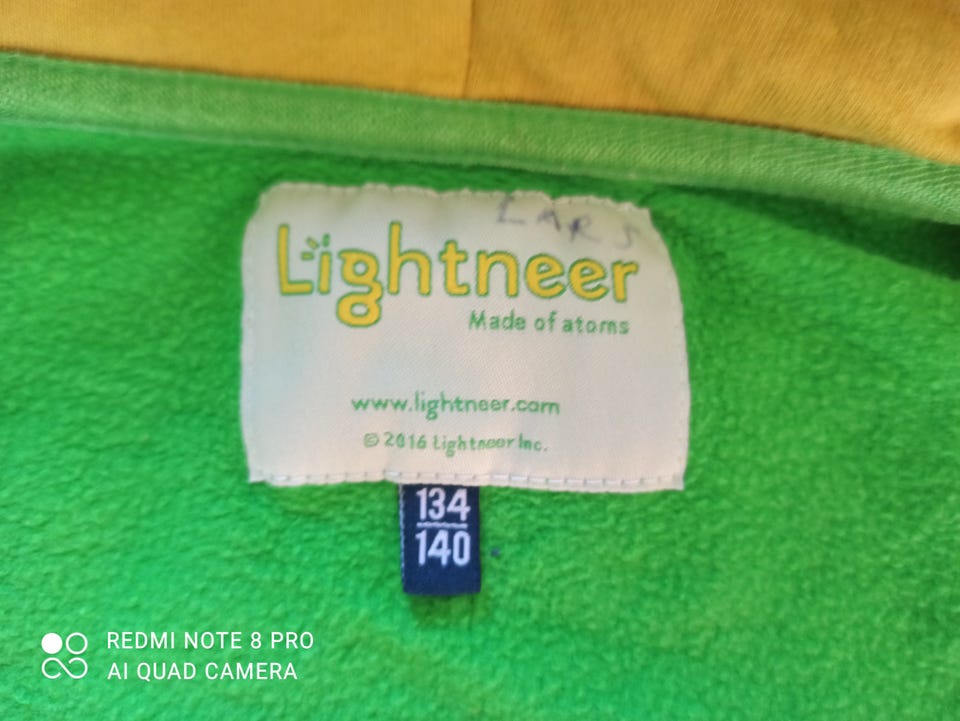 LARS
Lightneer
Made of atoms
www.lightneer.com
© 2016 Lightneer Inc.
134
140
REDMI NOTE 8 PRO
AI QUAD CAMERA